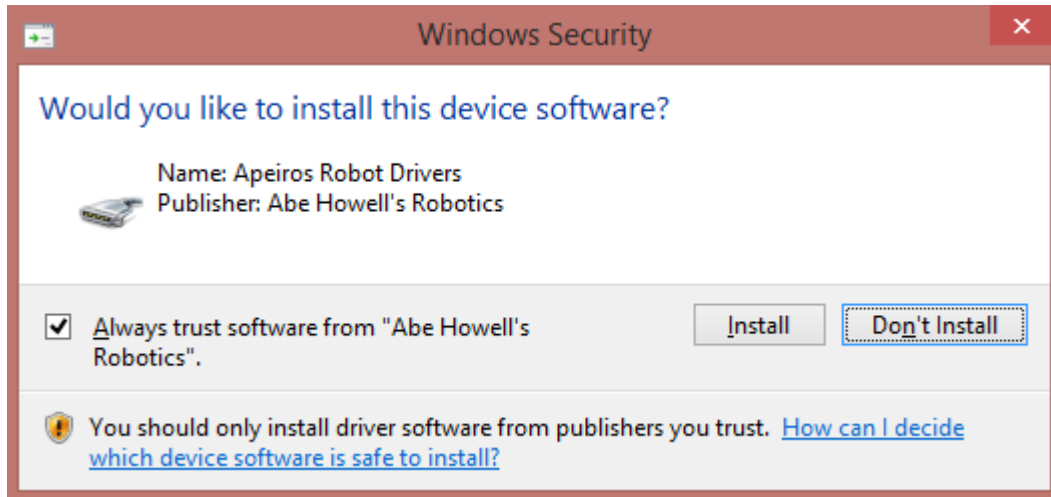 Windows Security
Would you like to install this device software?
Name: Apeiros Robot Drivers
Publisher: Abe Howell's Robotics
Always trust software from "Abe Howell's
Robotics".
Install
Don't Install
You should only install driver software from publishers you trust. How can I decide
which device software is safe to install?